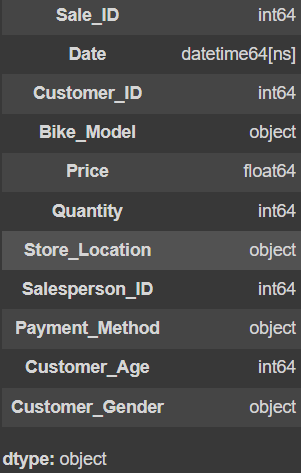 Sale_ID int64
Date datetime64[ns]
Customer_ID int64
Bike_Model object
Price float64
Quantity int64
Store_Location object
Salesperson_ID int64
Payment_Method object
Customer_Age int64
Customer_Gender object
dtype: object